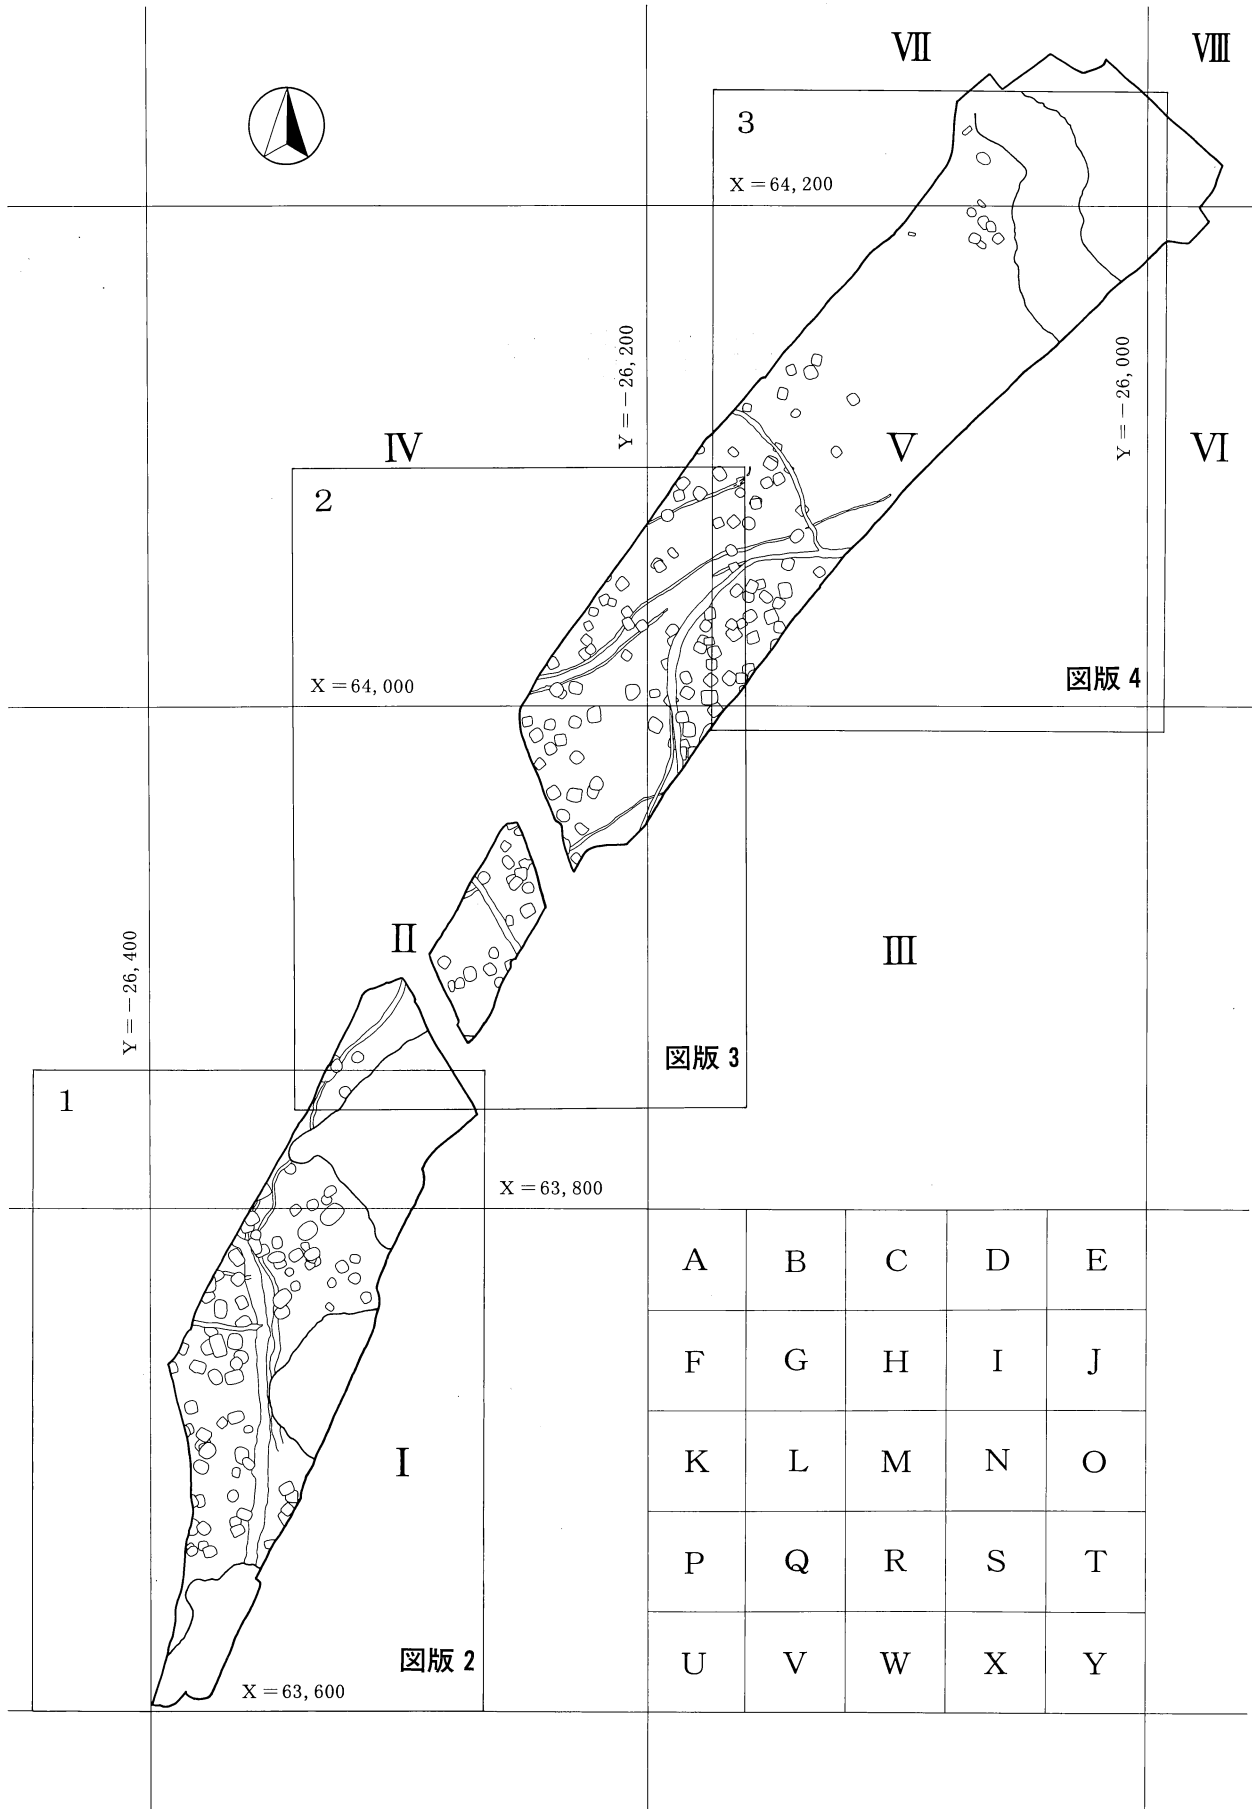 Ⅶ
Ⅷ
3
X＝64,200
Y＝−26,200
Y＝−26,000
Ⅳ
Ⅴ
Ⅵ
2
X＝64,000
図版 4
Ⅱ
Ⅲ
Y＝−26,400
図版 3
1
X＝63,800
A B C D E
F G H I J
K L M N O
P Q R S T
U V W X Y
Ⅰ
図版 2
X＝63,600